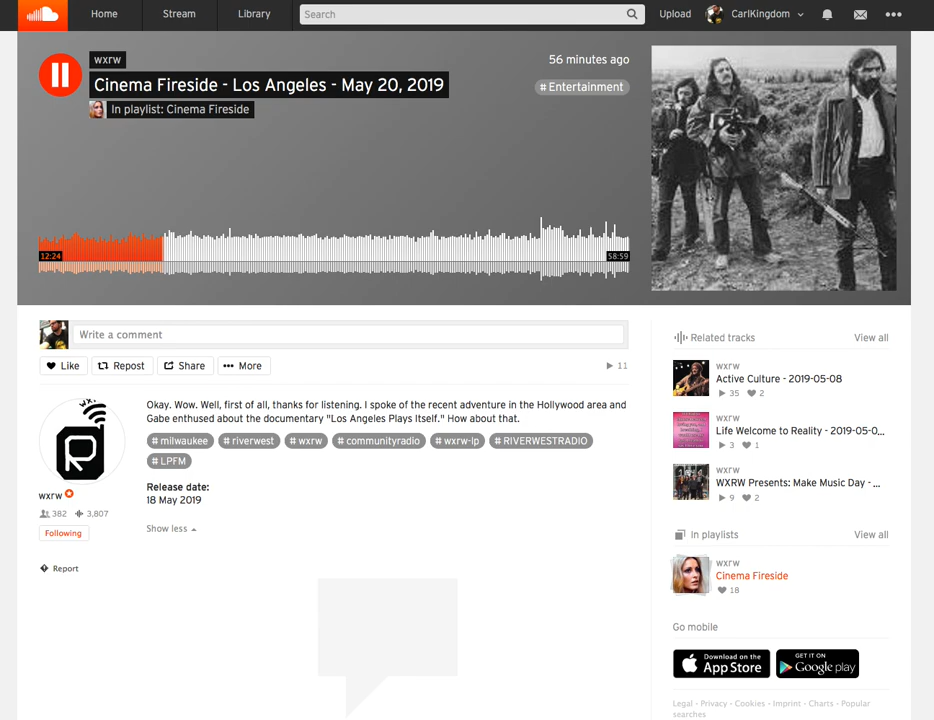 Home
Stream
Library
Search
Upload
CarlKingdom
wxrw
56 minutes ago
Cinema Fireside - Los Angeles - May 20, 2019
# Entertainment
In playlist: Cinema Fireside
12:24
58:59
Write a comment
Like
Repost
Share
More
11
Okay. Wow. Well, first of all, thanks for listening. I spoke of the recent adventure in the Hollywood area and
Gabe enthused about the documentary "Los Angeles Plays Itself." How about that.
# milwaukee
# riverwest
# wxrw
# communityradio
# wxrw-lp
# RIVERWESTRADIO
# LPFM
Release date:
18 May 2019
Show less
R
wxrw
382
3,807
Following
Report
Related tracks
View all
wxrw
Active Culture - 2019-05-08
35
2
wxrw
Life Welcome to Reality - 2019-05-0...
3
1
wxrw
WXRW Presents: Make Music Day - ...
9
2
In playlists
View all
wxrw
Cinema Fireside
18
Go mobile
Download on the
App Store
GET IT ON
Google play
Legal - Privacy - Cookies - Imprint - Charts - Popular
searches